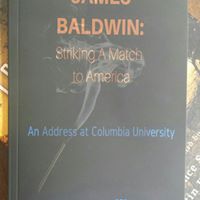 JAMES
BALDWIN:
Striking A Match
to America
An Address at Columbia University